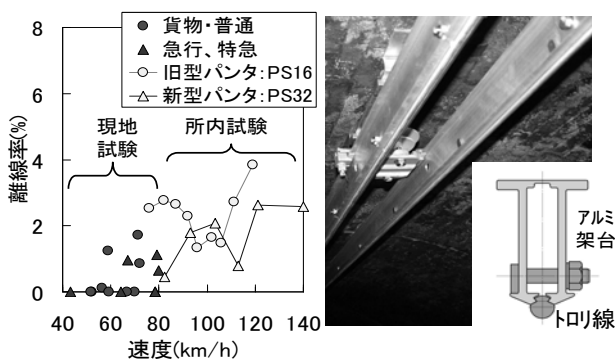 離線率(%)
8
6
4
2
0
40
60
80
100
120
140
速度(km/h)
貨物・普通
急行、特急
旧型パンタ:PS16
新型パンタ:PS32
現地
試験
所内試験
アルミ
架台
トロリ線